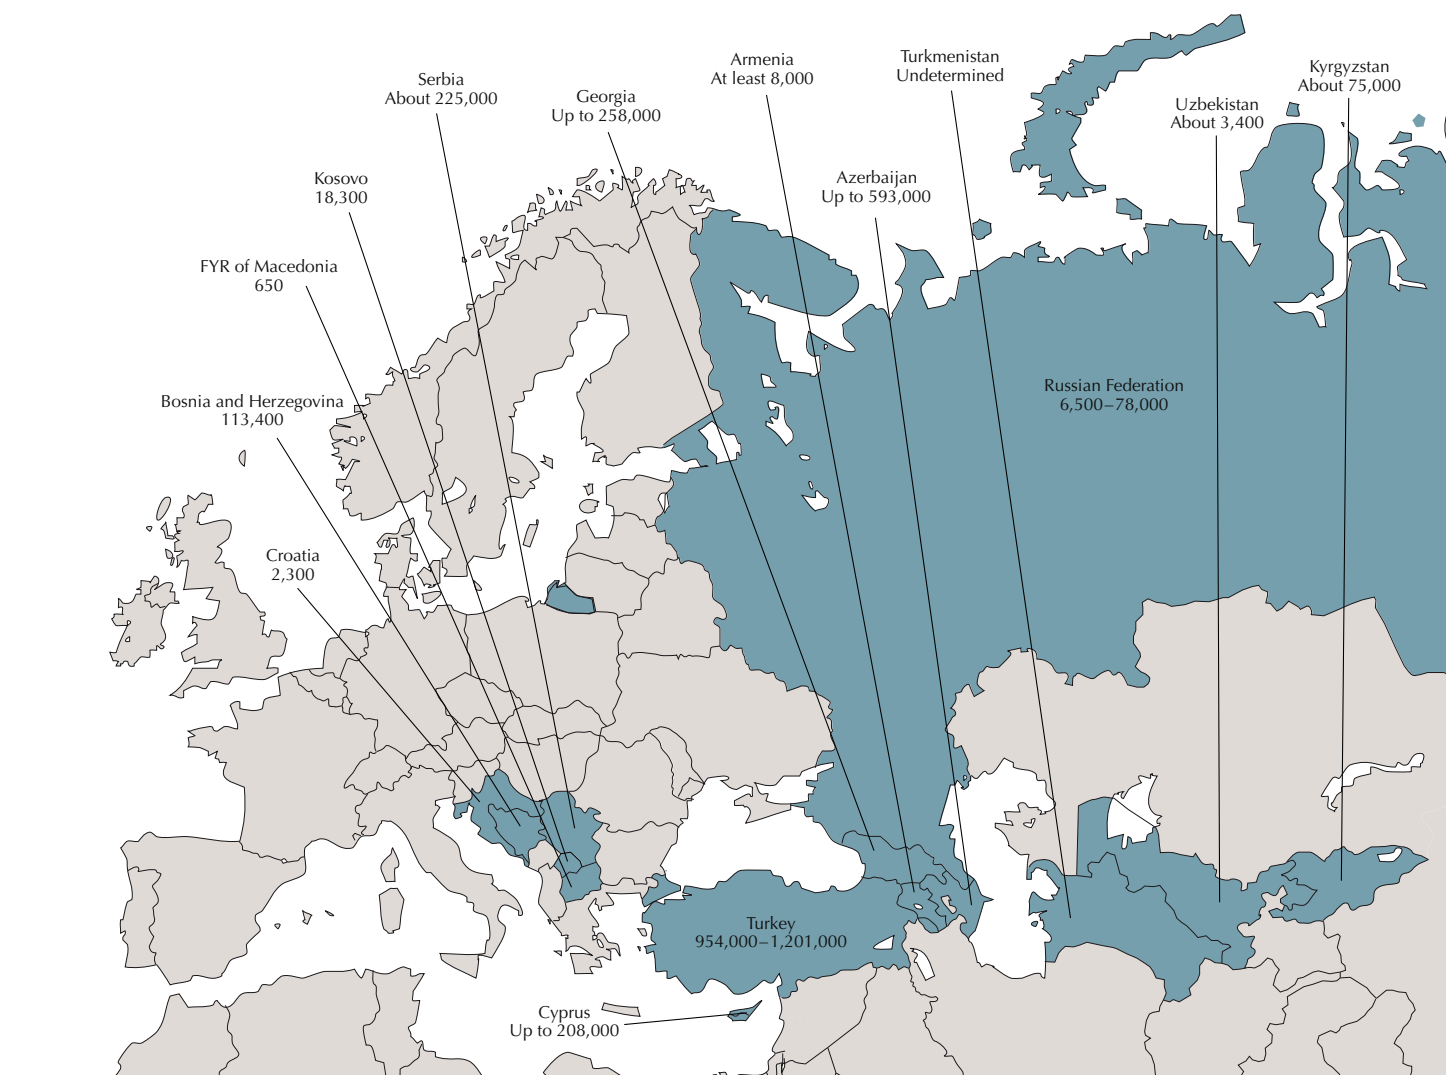 Armenia
At least 8,000
Turkmenistan
Undetermined
Kyrgyzstan
About 75,000
Serbia
About 225,000
Georgia
Up to 258,000
Uzbekistan
About 3,400
Kosovo
18,300
Azerbaijan
Up to 593,000
FYR of Macedonia
650
Russian Federation
6,500–78,000
Bosnia and Herzegovina
113,400
Croatia
2,300
Turkey
954,000–1,201,000
Cyprus
Up to 208,000